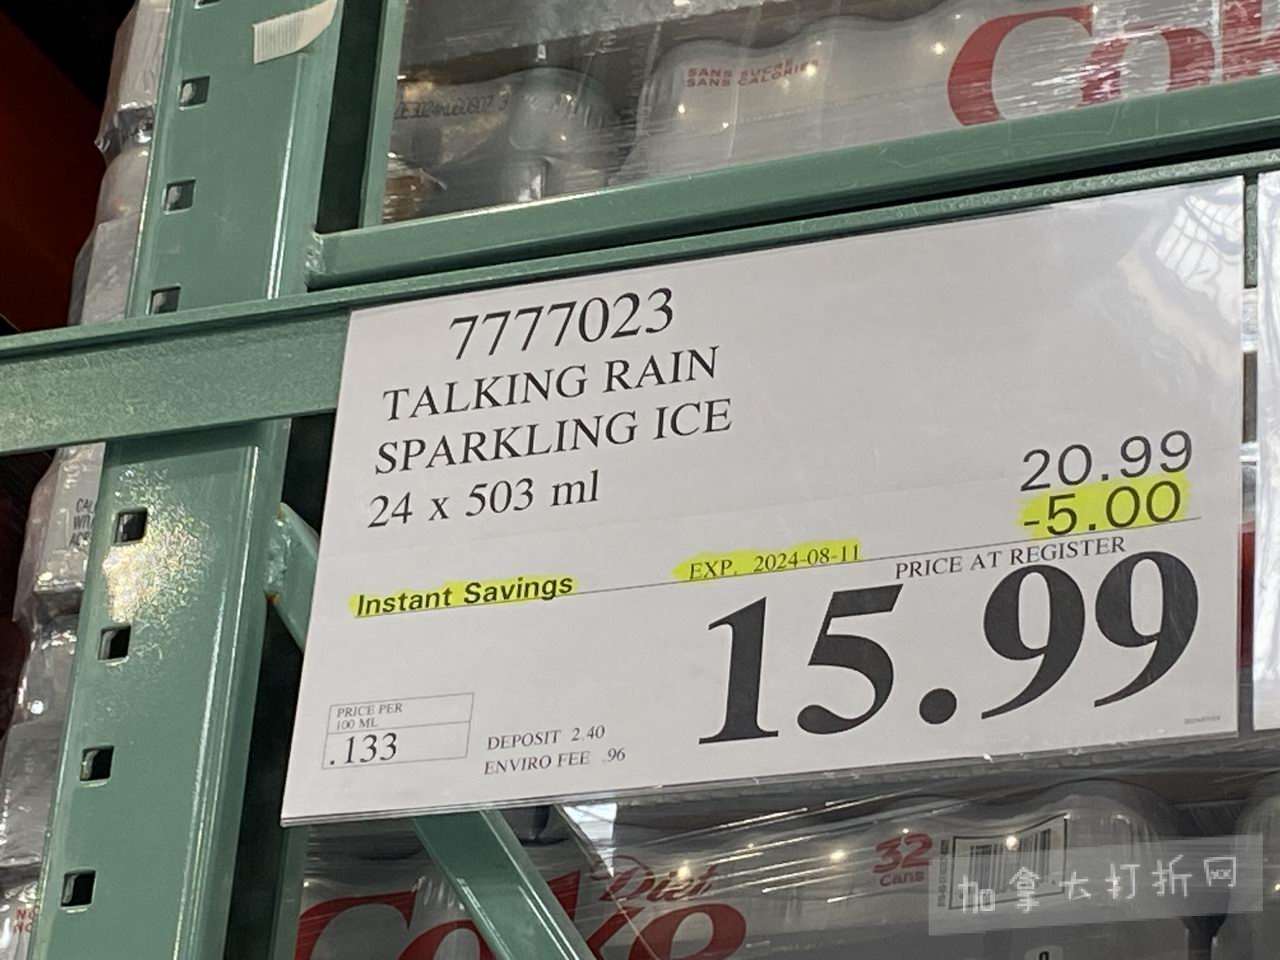 SANS SUCRE
SANS CALORIES
Coke
7777023
TALKING RAIN
SPARKLING ICE
24 x 503 ml
20.99
-5.00
Instant Savings
EXP. 2024-08-11
PRICE AT REGISTER
15.99
PRICE PER
100 ML
.133
DEPOSIT 2.40
ENVIRO FEE .96
Diet
Coke
32
cans
加拿大打折网